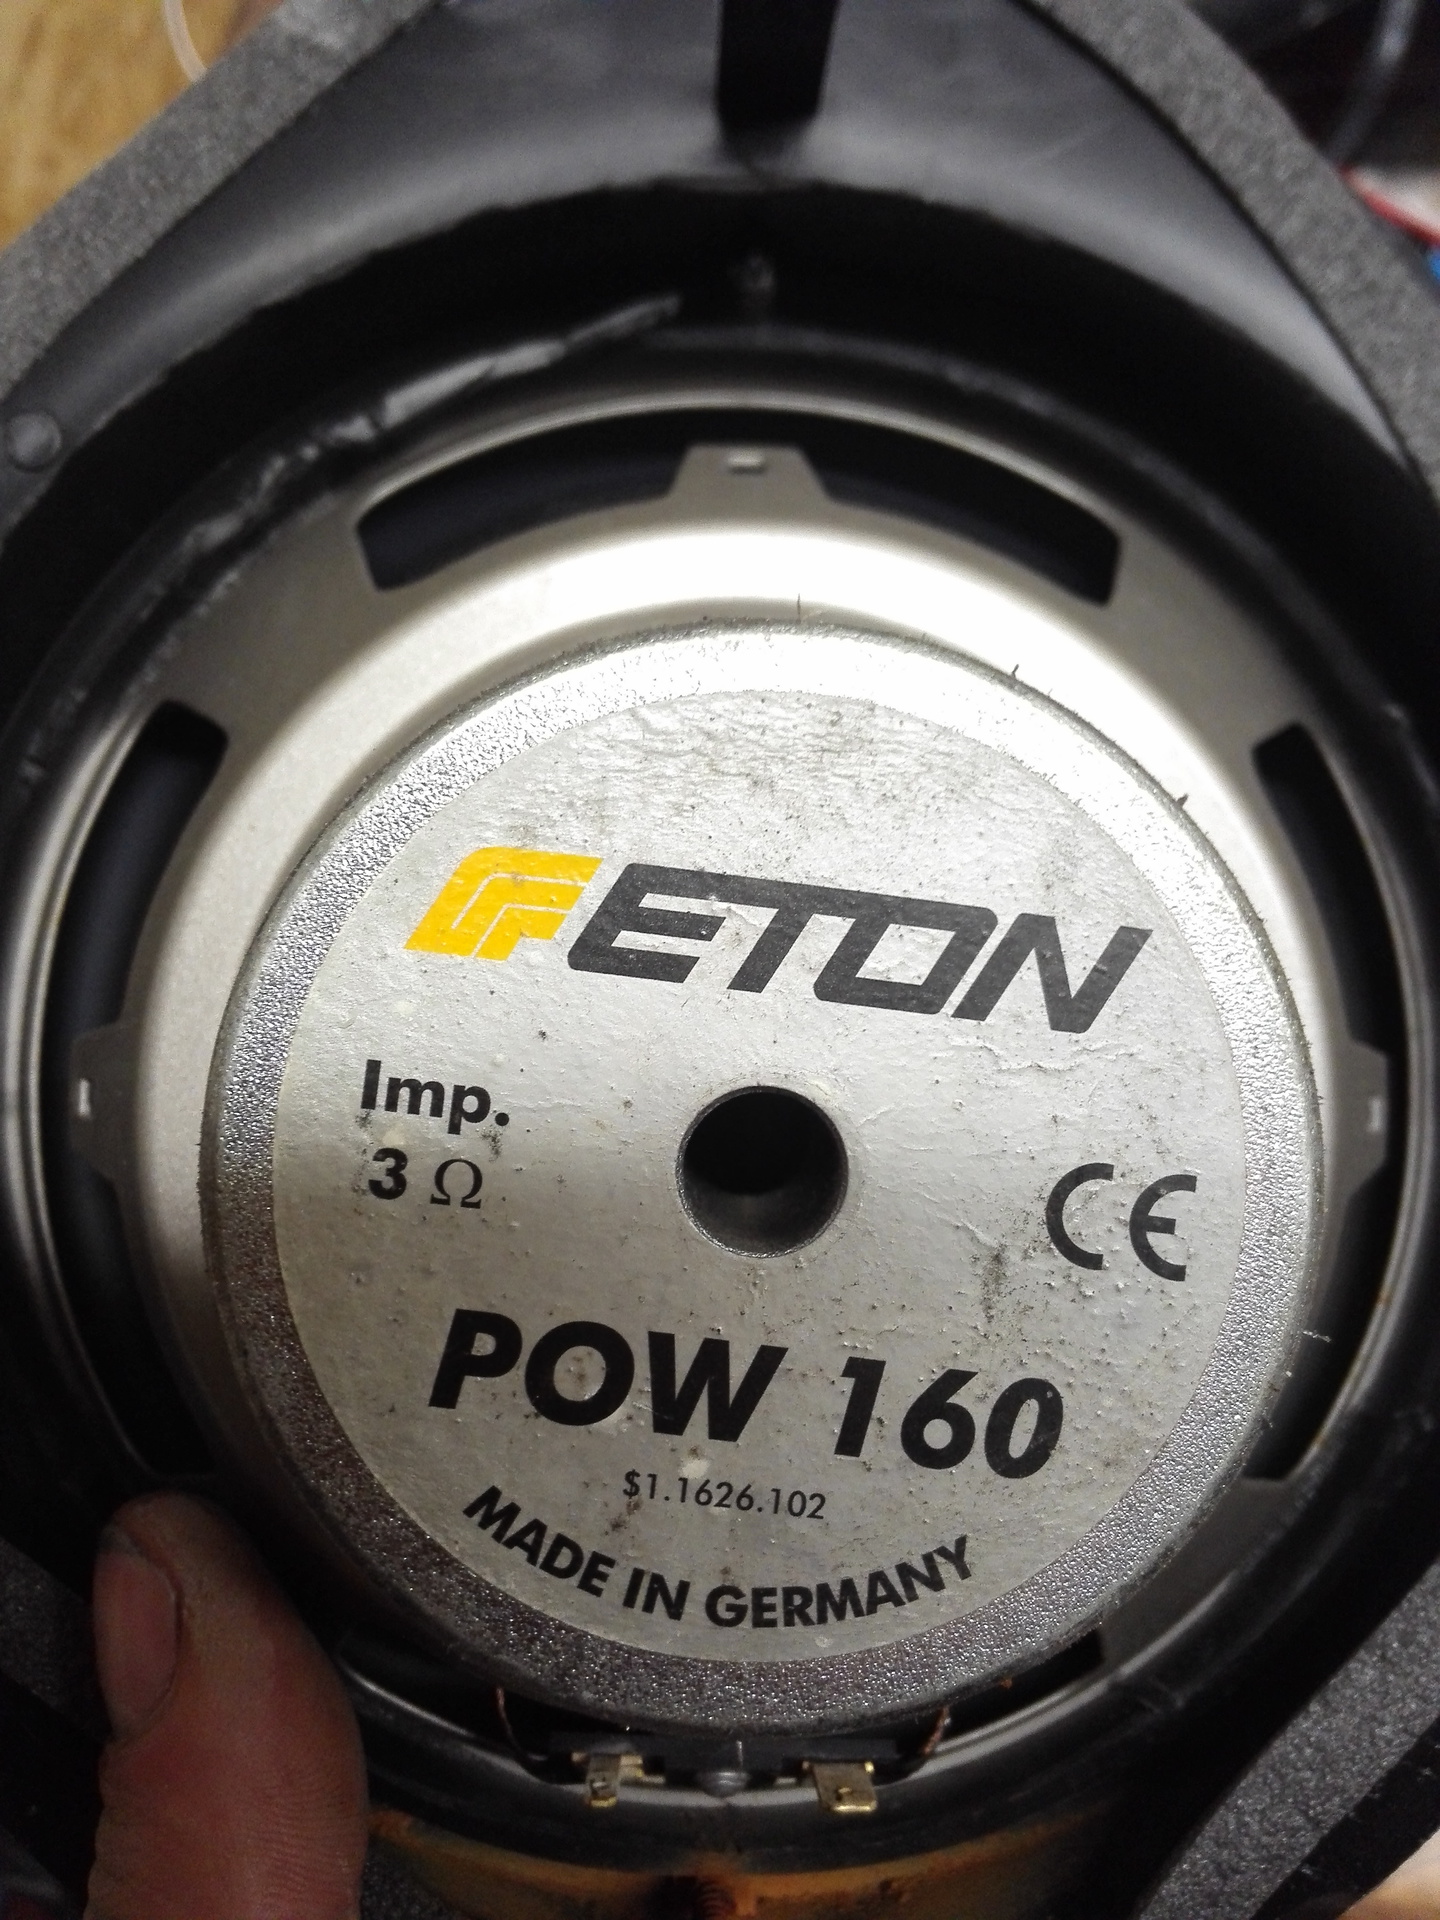 ETON
Imp.
3 Ω
CE
POW 160
$1.1626.102
MADE IN GERMANY